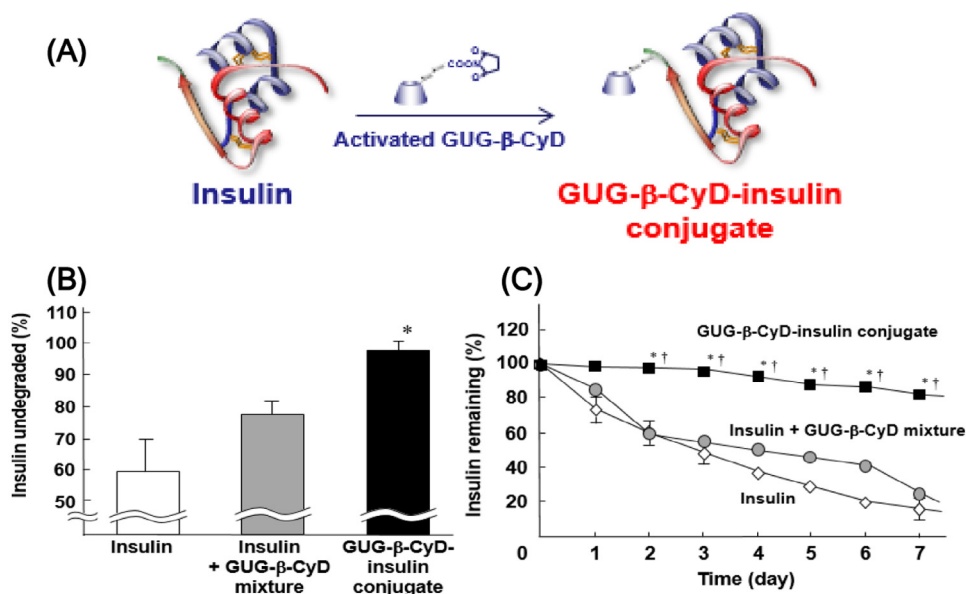 (A)
COON
O
O
Activated GUG-β-CyD
Insulin
GUG-β-CyD-insulin
conjugate
(B)
Insulin undegraded (%)
110
100
90
80
70
60
50
*
Insulin
Insulin
+ GUG-β-CyD
mixture
GUG-β-CyD-
insulin
conjugate
(C)
Insulin remaining (%)
120
100
80
60
40
20
0
GUG-β-CyD-insulin conjugate
* † * † * † * † * † * †
Insulin + GUG-β-CyD mixture
Insulin
1 2 3 4 5 6 7
Time (day)